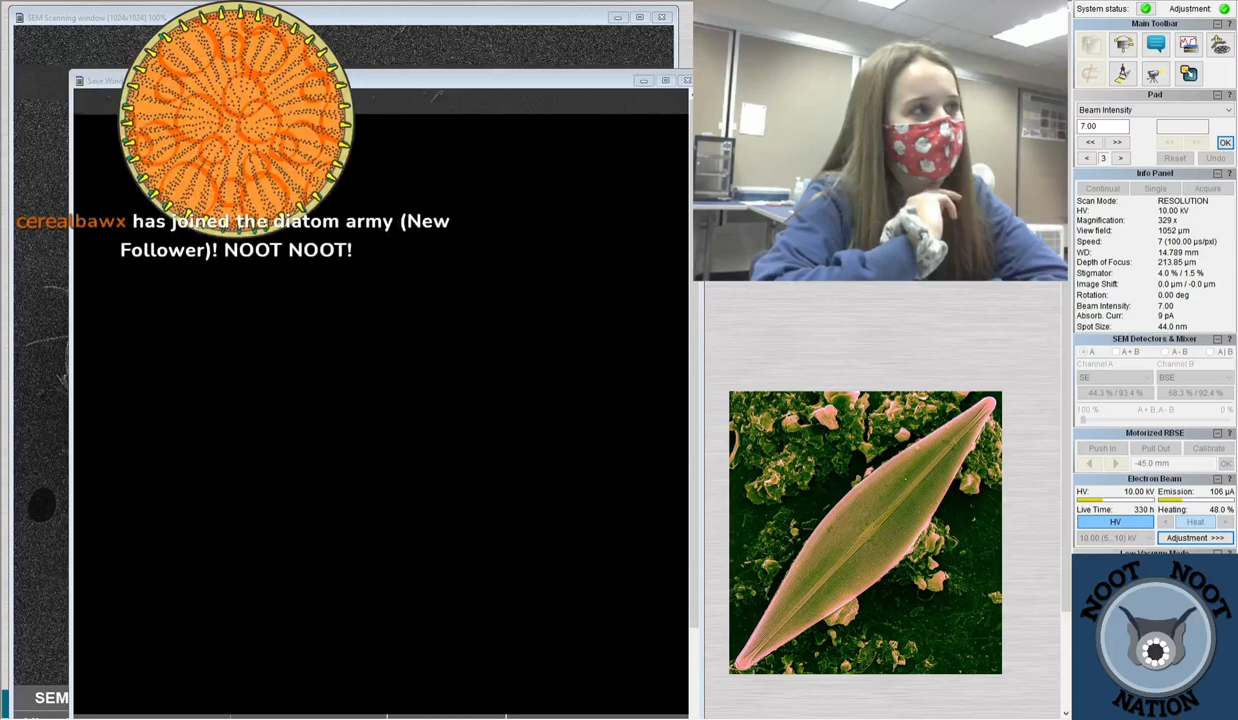 SEM Scanning window [1024x1024] 100%
Save Wind
cerealbawx has joined the diatom army (New
Follower)! NOOT NOOT!
SEM
System status:
Adjustment:
Main Toolbar
Pad
Beam Intensity
7.00
<< >>
<< >>
OK
< 3 >
Reset
Undo
Info Panel
Continual
Single
Acquire
Scan Mode: RESOLUTION
HV: 10.00 kV
Magnification: 329 x
View field: 1052 µm
Speed: 7 (100.00 µs/pxl)
WD: 14.789 mm
Depth of Focus: 213.85 µm
Stigmator: 4.0 % / 1.5 %
Image Shift: 0.0 µm / -0.0 µm
Rotation: 0.00 deg
Beam Intensity: 7.00
Absorb. Curr: 9 pA
Spot Size: 44.0 nm
SEM Detectors & Mixer
A A + B A - B A | B
Channel A Channel B
SE BSE
44.3 % / 93.4 % 68.3 % / 92.4 %
100 % A + B, A - B 0 %
Motorized RBSE
Push In Pull Out Calibrate
-45.0 mm OK
Electron Beam
HV: 10.00 kV Emission: 106 µA
Live Time: 330 h Heating: 48.0 %
HV < Heat >
10.00 (5...10) kV Adjustment >>>
Low Vacuum Mode
NOOT NOOT
NATION